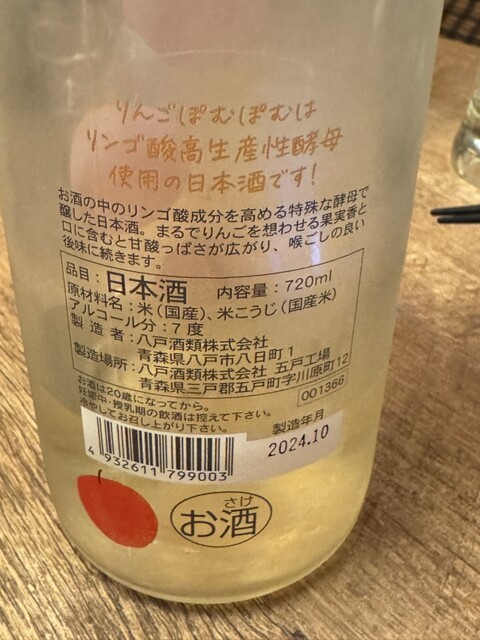 りんごぽむぽむは
リンゴ酸高生産性酵母
使用の日本酒です！
お酒の中のリンゴ酸成分を高める特殊な酵母で
醸した日本酒。まるでりんごを想わせる果実香と
口に含むと甘酸っぱさが広がり、喉ごしの良い
後味に続きます。
品目：日本酒 内容量：720ml
原材料名：米（国産）、米こうじ（国産米）
アルコール分：7度
製造者：八戸酒類株式会社
青森県八戸市八日町1
製造場所：八戸酒類株式会社 五戸工場
青森県三戸郡五戸町字川原町12
001366
お酒は20歳になってから。
妊娠中・授乳期の飲酒は控えて下さい。
冷やしてお召し上がり下さい。
製造年月
2024.10
4 932611 799003
さけ
お酒